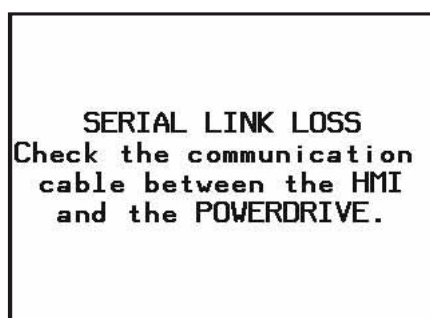 SERIAL LINK LOSS
Check the communication
cable between the HMI
and the POWERDRIVE.